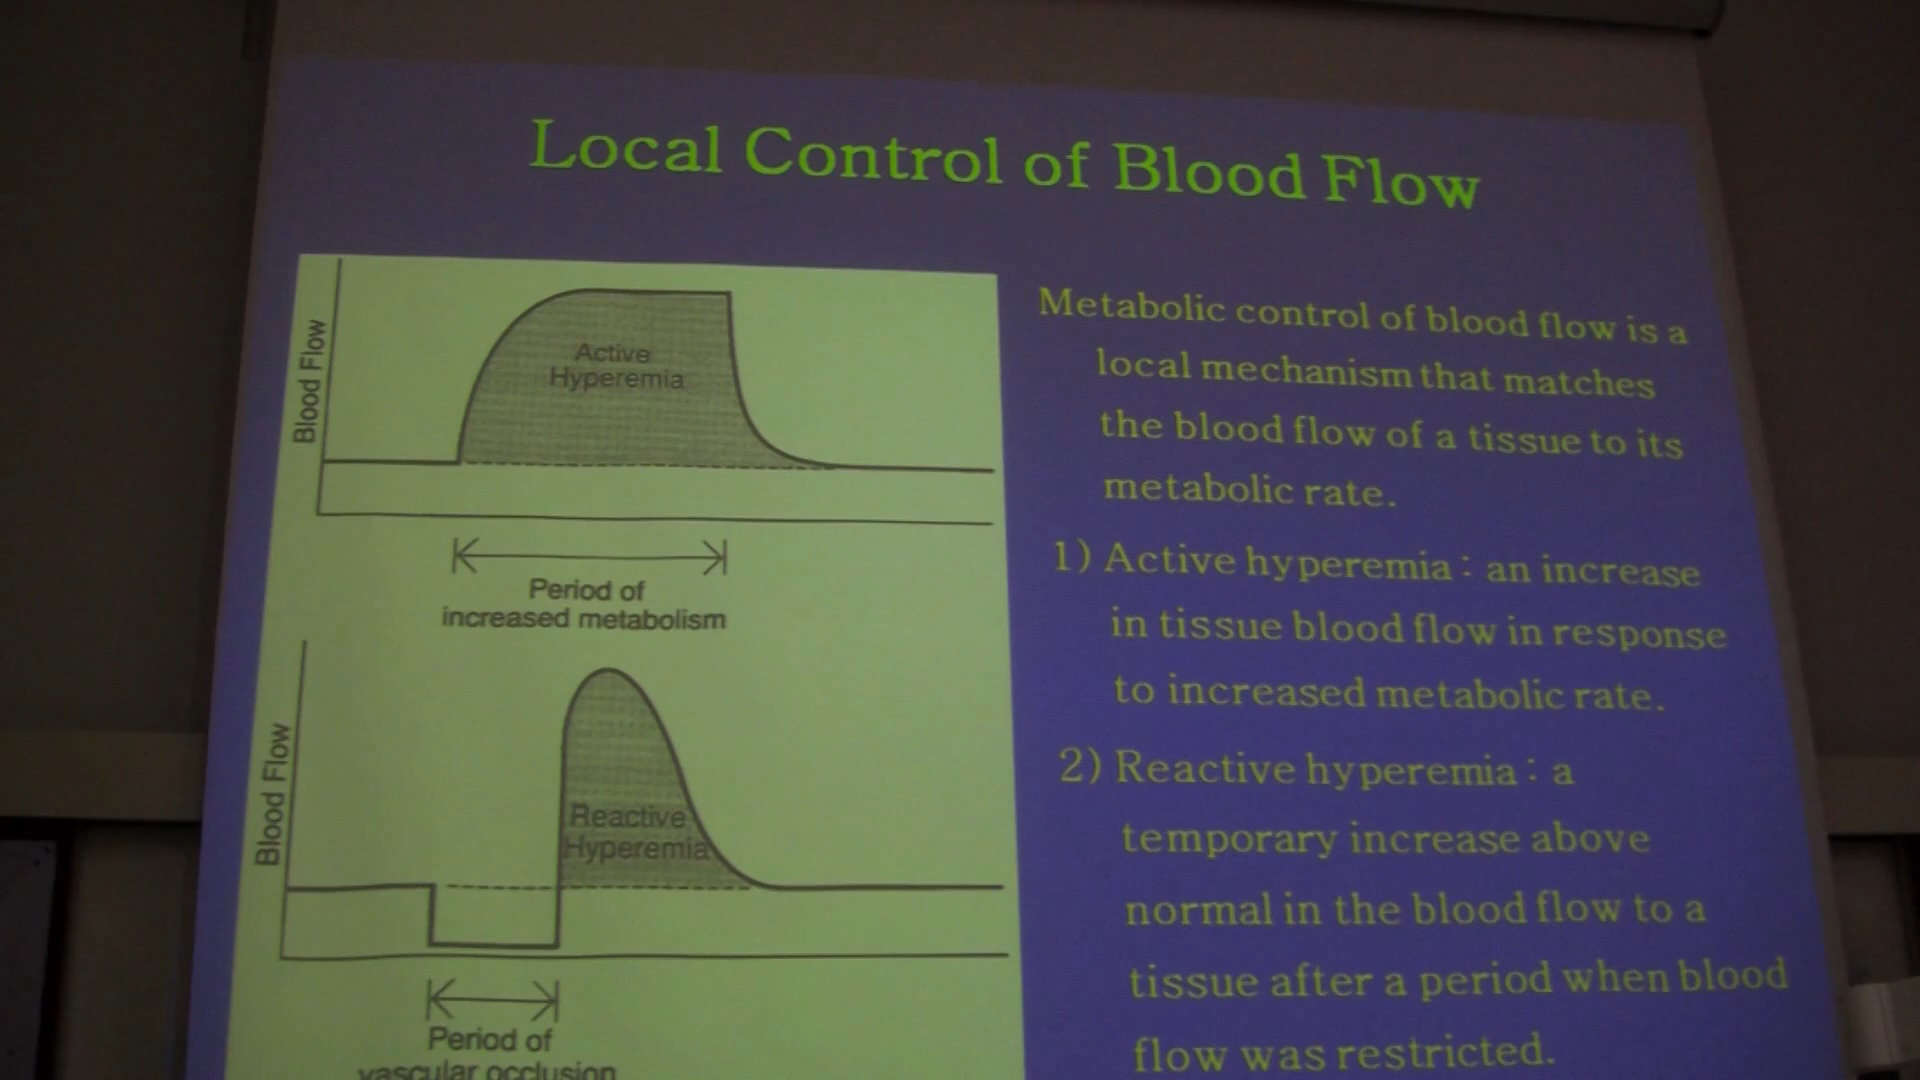 Local Control of Blood Flow
Blood Flow
Active
Hyperemia
Period of
increased metabolism
Blood Flow
Reactive
Hyperemia
Period of
vascular occlusion
Metabolic control of blood flow is a
local mechanism that matches
the blood flow of a tissue to its
metabolic rate.
1) Active hyperemia : an increase
in tissue blood flow in response
to increased metabolic rate.
2) Reactive hyperemia : a
temporary increase above
normal in the blood flow to a
tissue after a period when blood
flow was restricted.